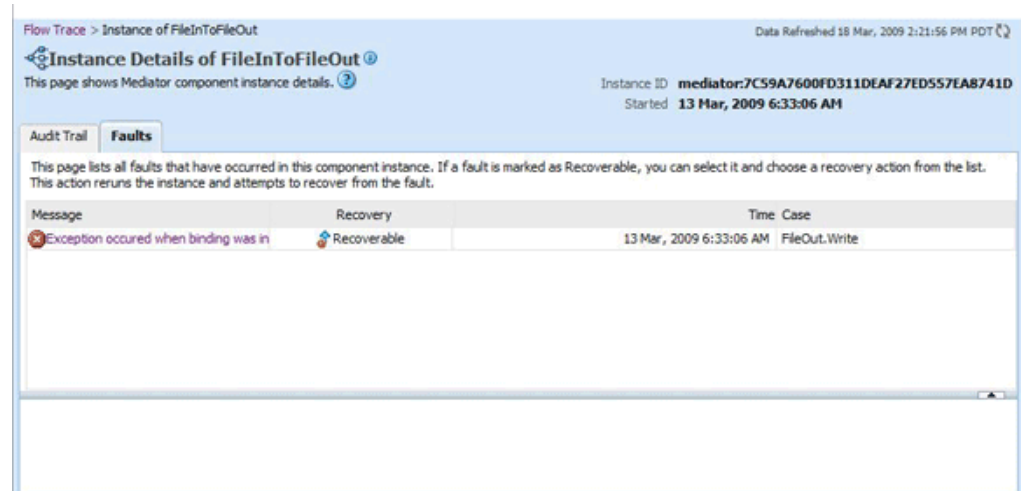 Flow Trace > Instance of FileInToFileOut
Data Refreshed 18 Mar, 2009 2:21:56 PM PDT
Instance Details of FileInToFileOut
This page shows Mediator component instance details.
Instance ID mediator:7C59A7600FD311DEAF27ED557EA8741D
Started 13 Mar, 2009 6:33:06 AM
Audit Trail Faults
This page lists all faults that have occurred in this component instance. If a fault is marked as Recoverable, you can select it and choose a recovery action from the list.
This action reruns the instance and attempts to recover from the fault.
Message Recovery Time Case
Exception occured when binding was in Recoverable 13 Mar, 2009 6:33:06 AM FileOut.Write